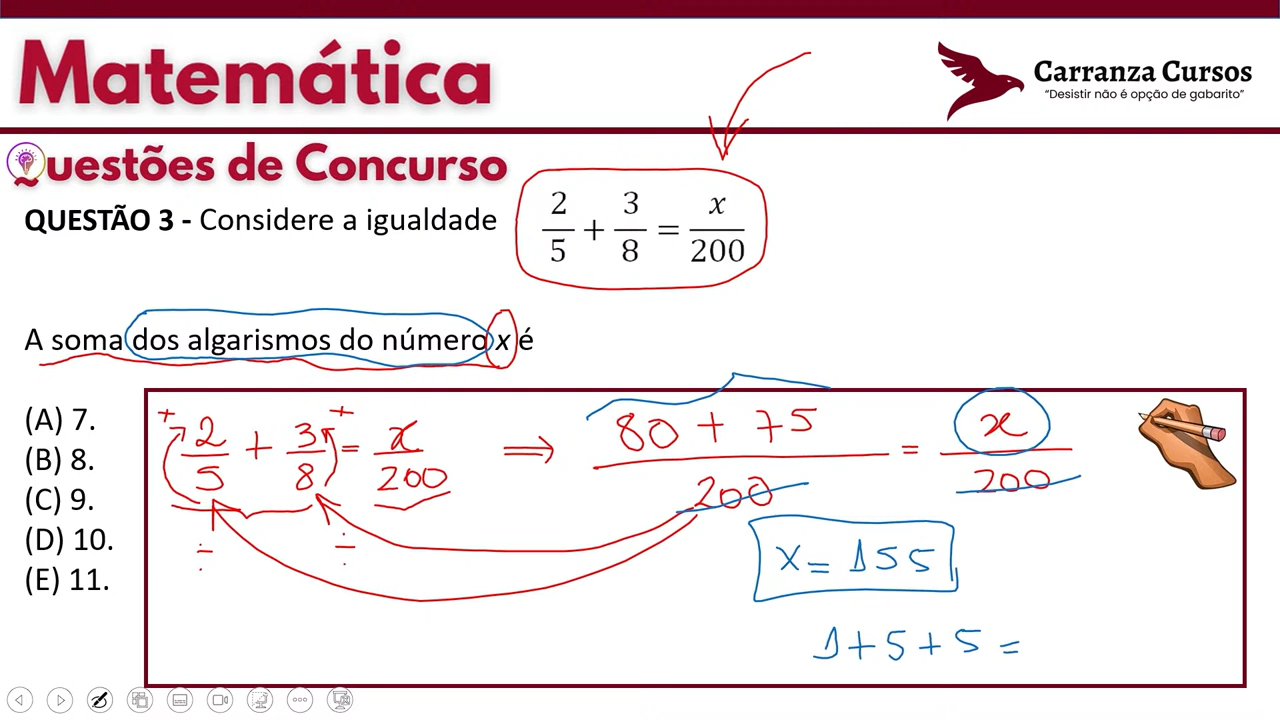 Matemática
Carranza Cursos
“Desistir não é opção de gabarito”
Questões de Concurso
QUESTÃO 3 - Considere a igualdade
2/5 + 3/8 = x/200
A soma dos algarismos do número x é
(A) 7.
(B) 8.
(C) 9.
(D) 10.
(E) 11.
+ +
2/5 + 3/8 = x/200 ⇒ 80 + 75/200 = x/200
÷ ÷
x = 155
1 + 5 + 5 =